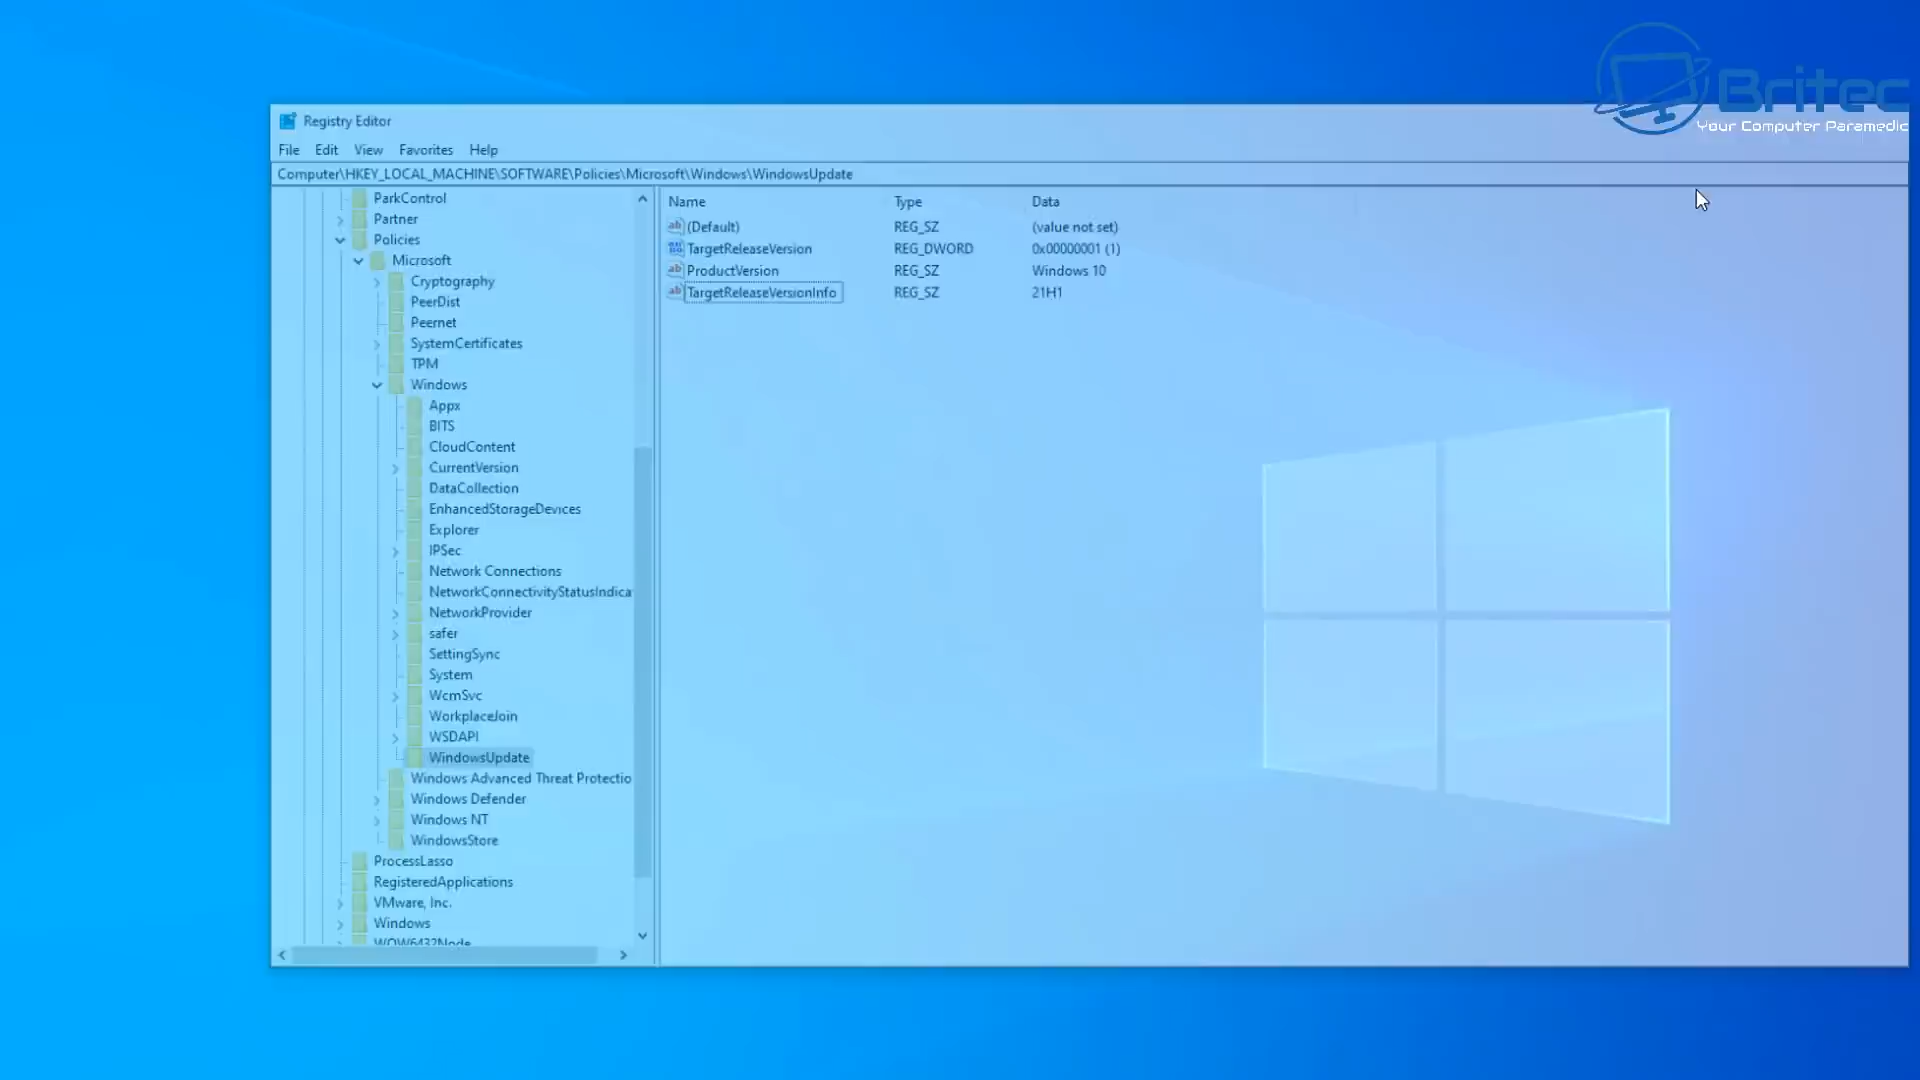 Britec
Your Computer Paramedic
Registry Editor
File Edit View Favorites Help
Computer\HKEY_LOCAL_MACHINE\SOFTWARE\Policies\Microsoft\Windows\WindowsUpdate
ParkControl
Partner
Policies
Microsoft
Cryptography
PeerDist
Peernet
SystemCertificates
TPM
Windows
Appx
BITS
CloudContent
CurrentVersion
DataCollection
EnhancedStorageDevices
Explorer
IPSec
Network Connections
NetworkConnectivityStatusIndica
NetworkProvider
safer
SettingSync
System
WcmSvc
WorkplaceJoin
WSDAPI
WindowsUpdate
Windows Advanced Threat Protectio
Windows Defender
Windows NT
WindowsStore
ProcessLasso
RegisteredApplications
VMware, Inc.
Windows
WOW6432Node
Name Type Data
(Default) REG_SZ (value not set)
TargetReleaseVersion REG_DWORD 0x00000001 (1)
ProductVersion REG_SZ Windows 10
TargetReleaseVersionInfo REG_SZ 21H1